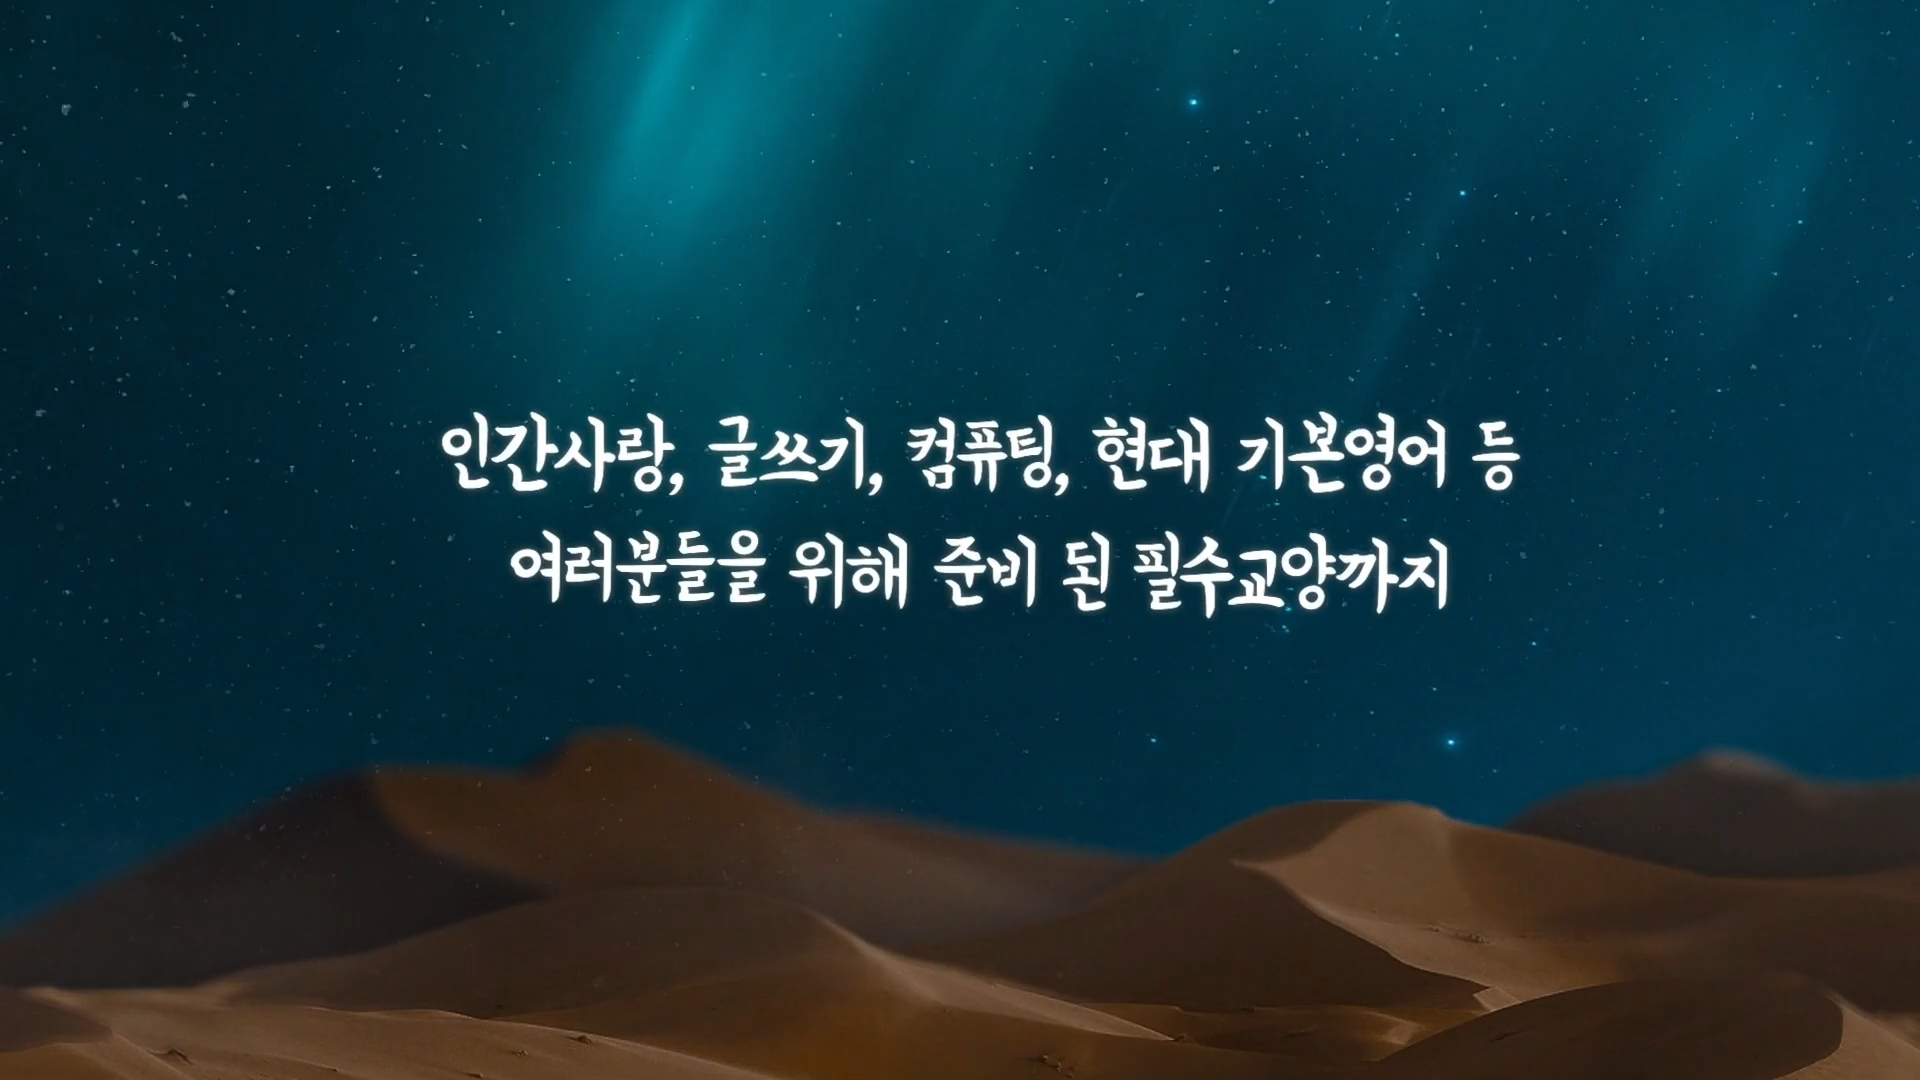 인간사랑, 글쓰기, 컴퓨팅, 현대 기본영어 등
여러분들을 위해 준비 된 필수교양까지